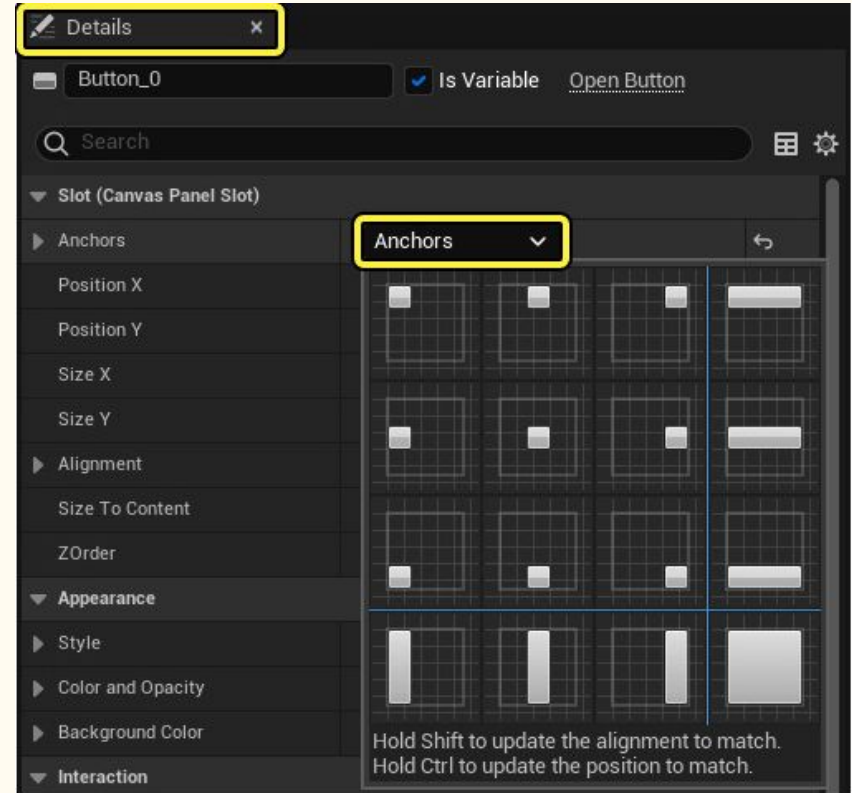 Details
Button_0 Is Variable Open Button
Search
Slot (Canvas Panel Slot)
Anchors Anchors
Position X
Position Y
Size X
Size Y
Alignment
Size To Content
ZOrder
Appearance
Style
Color and Opacity
Background Color
Hold Shift to update the alignment to match.
Hold Ctrl to update the position to match.
Interaction